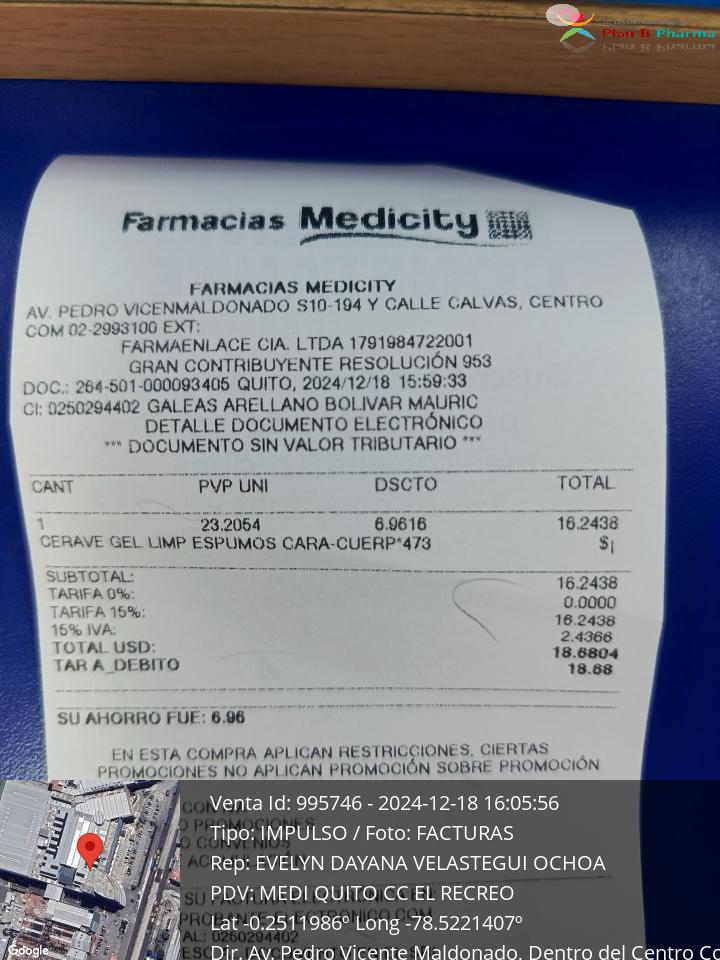 Plan B Pharma
Farmacias Medicity
FARMACIAS MEDICITY
AV. PEDRO VICENMALDONADO S10-194 Y CALLE CALVAS, CENTRO
COM 02-2993100 EXT:
FARMAENLACE CIA. LTDA 1791984722001
GRAN CONTRIBUYENTE RESOLUCIÓN 953
DOC.: 264-501-000093405 QUITO, 2024/12/18 15:59:33
CI: 0250294402 GALEAS ARELLANO BOLIVAR MAURIC
DETALLE DOCUMENTO ELECTRÓNICO
*** DOCUMENTO SIN VALOR TRIBUTARIO ***
CANT PVP UNI DSCTO TOTAL
1 23.2054 6.9616 16.2438
CERAVE GEL LIMP ESPUMOS CARA-CUERP*473 $
SUBTOTAL: 16.2438
TARIFA 0%: 0.0000
TARIFA 15%: 16.2438
15% IVA: 2.4366
TOTAL USD: 18.6804
TAR A_DEBITO 18.68
SU AHORRO FUE: 6.96
EN ESTA COMPRA APLICAN RESTRICCIONES, CIERTAS
PROMOCIONES NO APLICAN PROMOCIÓN SOBRE PROMOCIÓN
Venta Id: 995746 - 2024-12-18 16:05:56
Tipo: IMPULSO / Foto: FACTURAS
Rep: EVELYN DAYANA VELASTEGUI OCHOA
PDV: MEDI QUITO CC EL RECREO
Lat -0.2511986º Long -78.5221407º
AL: 0250294402
Dir. Av. Pedro Vicente Maldonado, Dentro del Centro Co
Google